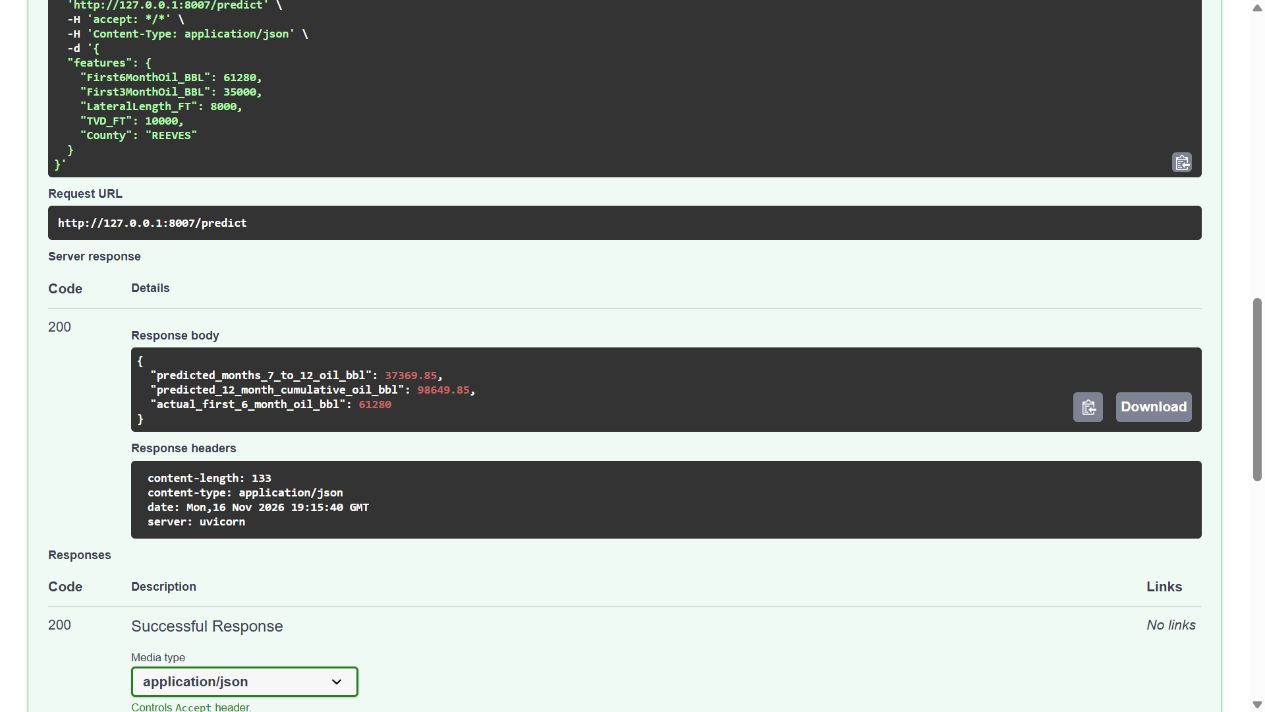 'http://127.0.0.1:8007/predict' \
-H 'accept: */*' \
-H 'Content-Type: application/json' \
-d '{
"features": {
"First6MonthOil_BBL": 61280,
"First3MonthOil_BBL": 35000,
"LateralLength_FT": 8000,
"TVD_FT": 10000,
"County": "REEVES"
}
}'
Request URL
http://127.0.0.1:8007/predict
Server response
Code Details
200
Response body
{
"predicted_months_7_to_12_oil_bbl": 37369.85,
"predicted_12_month_cumulative_oil_bbl": 98649.85,
"actual_first_6_month_oil_bbl": 61280
}
Download
Response headers
content-length: 133
content-type: application/json
date: Mon,16 Nov 2026 19:15:40 GMT
server: uvicorn
Responses
Code Description Links
200 Successful Response No links
Media type
application/json
Controls Accept header.